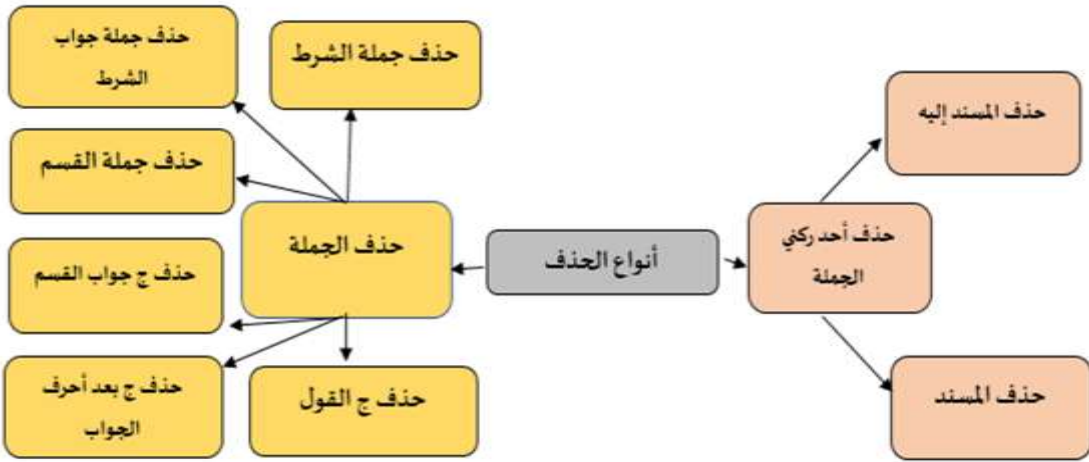 أنواع الحذف
حذف أحد ركني
الجملة
حذف المسند إليه
حذف المسند
حذف الجملة
حذف جملة الشرط
حذف جملة جواب
الشرط
حذف جملة القسم
حذف ج جواب القسم
حذف ج بعد أحرف
الجواب
حذف ج القول